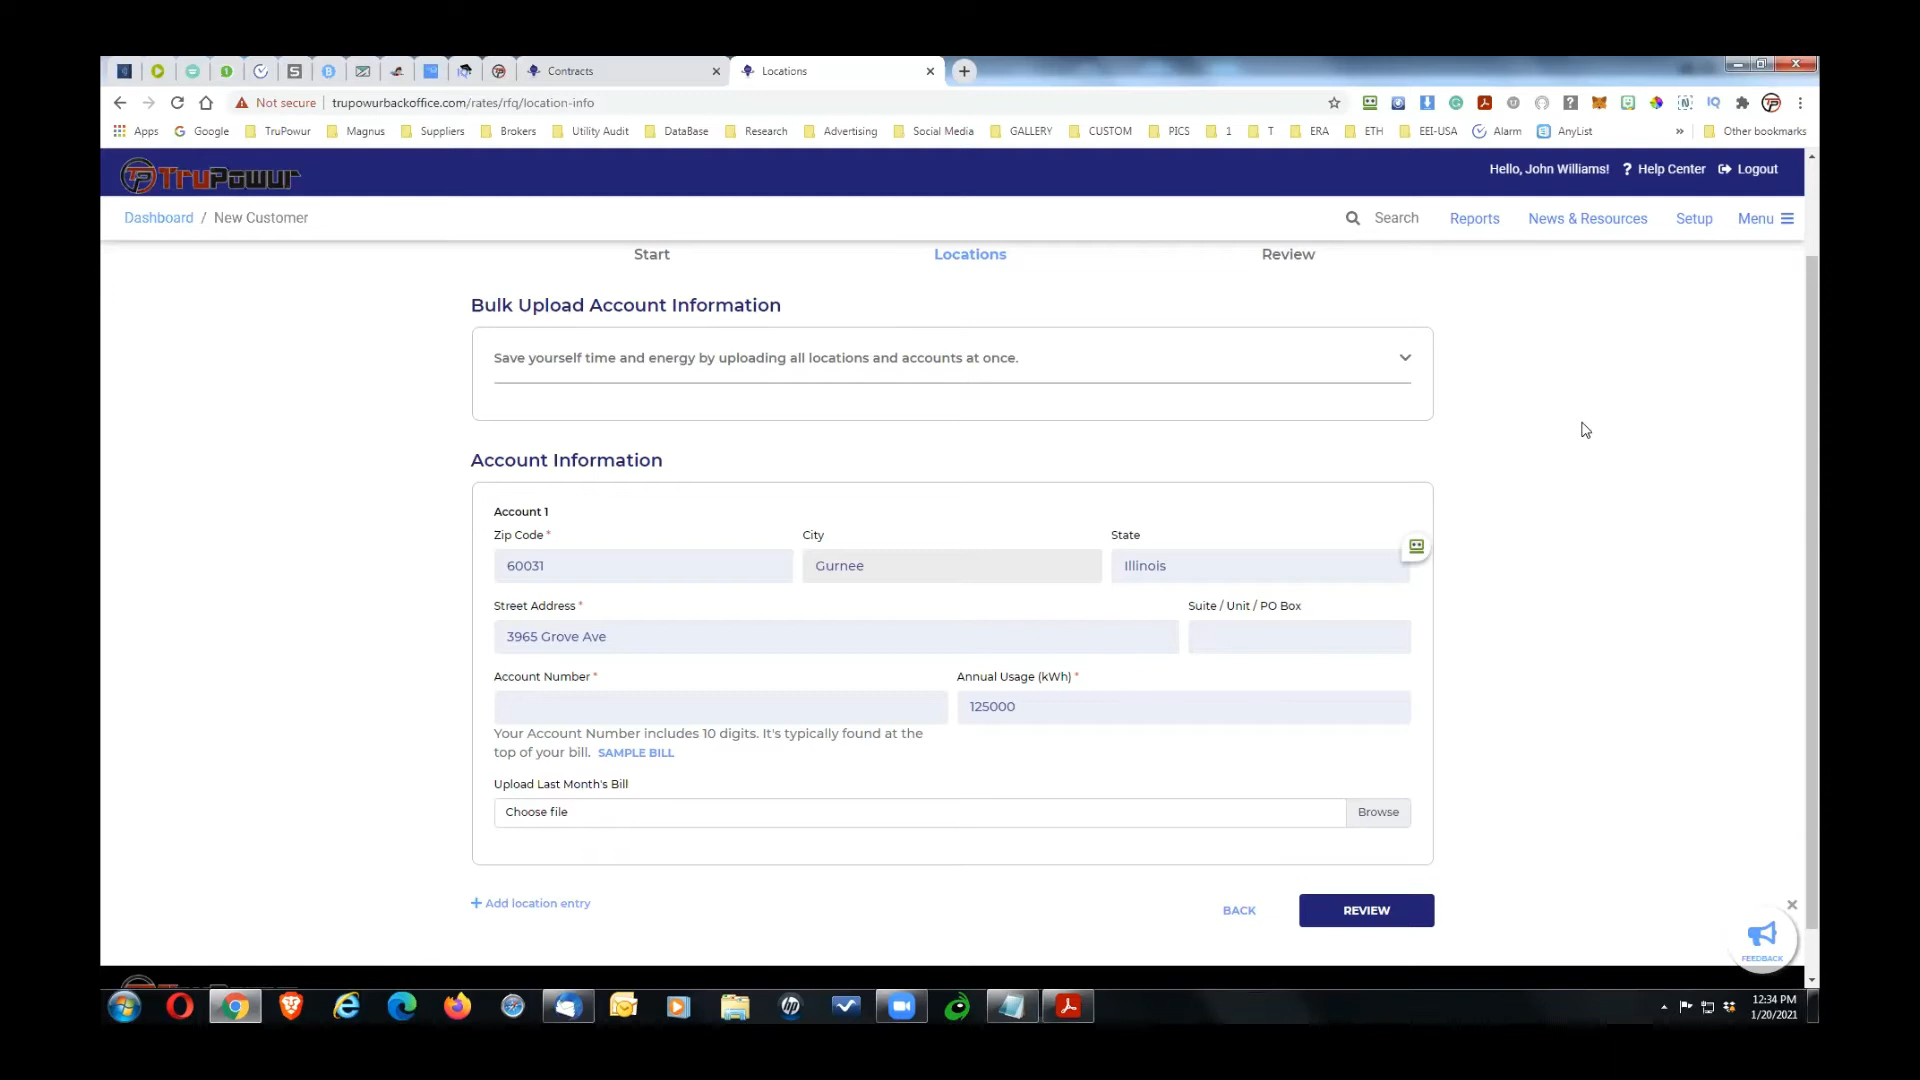 Contracts
Locations
Not secure trupowurbackoffice.com/rates/rfq/location-info
Apps Google TruPowur Magnus Suppliers Brokers Utility Audit DataBase Research Advertising Social Media GALLERY CUSTOM PICS 1 T ERA ETH EEI-USA Alarm AnyList » Other bookmarks
TruPowur
Hello, John Williams! ? Help Center Logout
Dashboard / New Customer
Search Reports News & Resources Setup Menu
Start Locations Review
Bulk Upload Account Information
Save yourself time and energy by uploading all locations and accounts at once.
Account Information
Account 1
Zip Code * City State
60031 Gurnee Illinois
Street Address * Suite / Unit / PO Box
3965 Grove Ave
Account Number * Annual Usage (kWh) *
125000
Your Account Number includes 10 digits. It's typically found at the
top of your bill. SAMPLE BILL
Upload Last Month's Bill
Choose file Browse
+ Add location entry BACK REVIEW
FEEDBACK
12:34 PM
1/20/2021